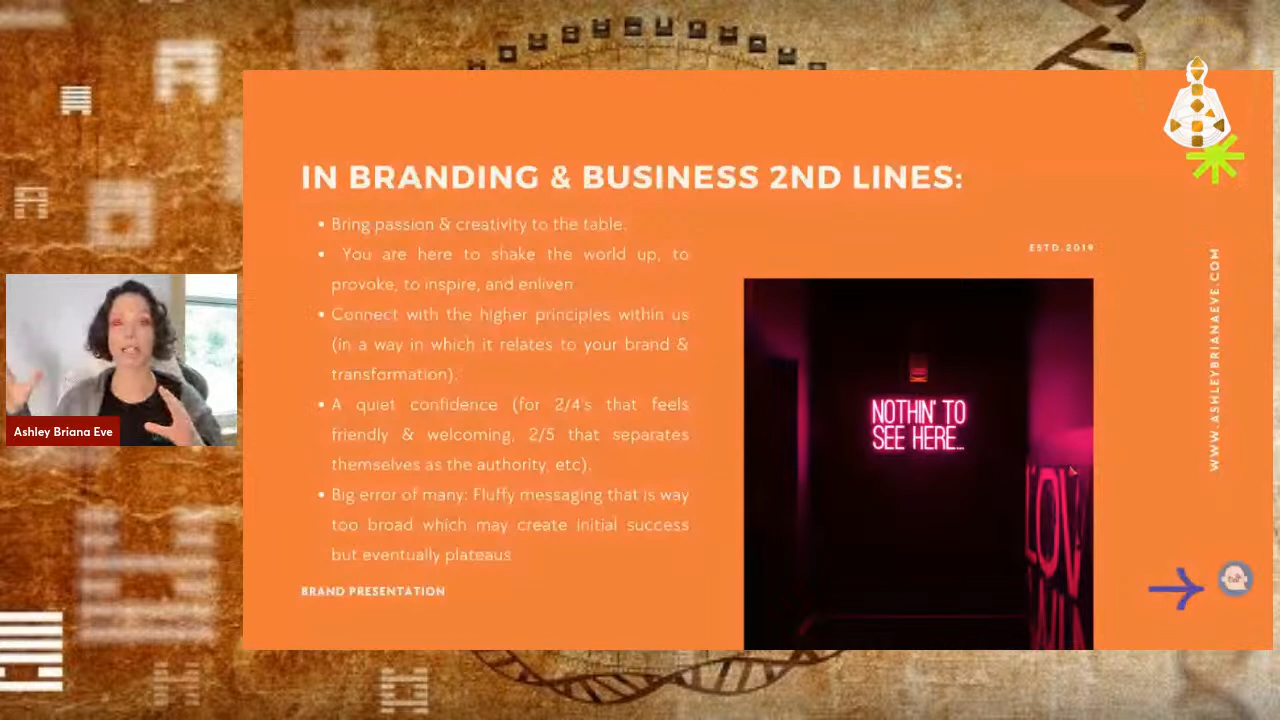 IN BRANDING & BUSINESS 2ND LINES:
• Bring passion & creativity to the table.
• You are here to shake the world up, to
provoke, to inspire, and enliven
• Connect with the higher principles within us
(in a way in which it relates to your brand &
transformation).
• A quiet confidence (for 2/4's that feels
friendly & welcoming, 2/5 that separates
themselves as the authority, etc).
• Big error of many: Fluffy messaging that is way
too broad which may create initial success
but eventually plateaus
BRAND PRESENTATION
ESTD.2019
NOTHIN' TO
SEE HERE...
LOV
WWW.ASHLEYBRIANAEVE.COM
Ashley Briana Eve